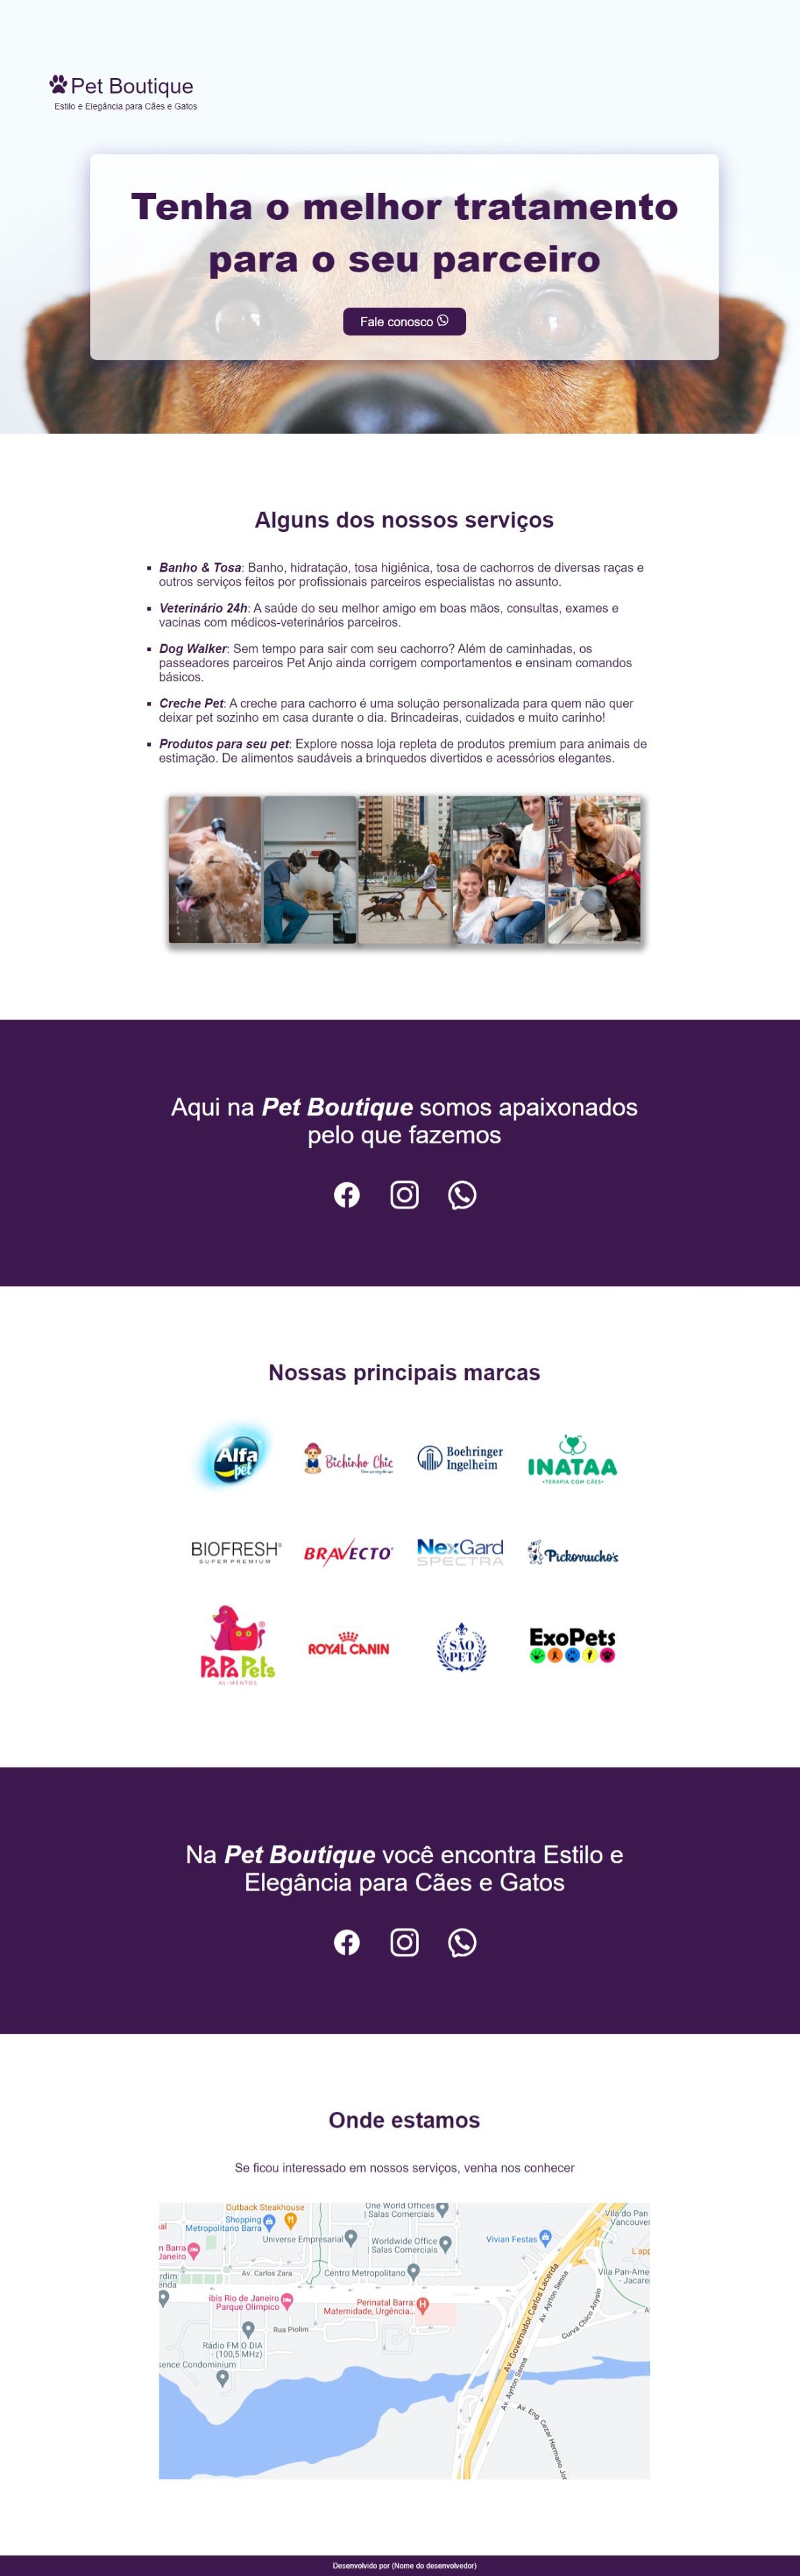 Pet Boutique
Estilo e Elegância para Cães e Gatos
Tenha o melhor tratamento
para o seu parceiro
Fale conosco
Alguns dos nossos serviços
Banho & Tosa: Banho, hidratação, tosa higiênica, tosa de cachorros de diversas raças e
outros serviços feitos por profissionais parceiros especialistas no assunto.
Veterinário 24h: A saúde do seu melhor amigo em boas mãos, consultas, exames e
vacinas com médicos-veterinários parceiros.
Dog Walker: Sem tempo para sair com seu cachorro? Além de caminhadas, os
passeadores parceiros Pet Anjo ainda corrigem comportamentos e ensinam comandos
básicos.
Creche Pet: A creche para cachorro é uma solução personalizada para quem não quer
deixar pet sozinho em casa durante o dia. Brincadeiras, cuidados e muito carinho!
Produtos para seu pet: Explore nossa loja repleta de produtos premium para animais de
estimação. De alimentos saudáveis a brinquedos divertidos e acessórios elegantes.
Aqui na Pet Boutique somos apaixonados
pelo que fazemos
Nossas principais marcas
Alfa
pet
Bichinho Chic
Boehringer
Ingelheim
INATAA
•TERAPIA COM CÃES•
BIOFRESH®
SUPER PREMIUM
BRAVECTO
NexGard
SPECTRA
Pickorrucho's
PaPa Pets
ALIMENTOS
ROYAL CANIN
SÃO
PET
ExoPets
Na Pet Boutique você encontra Estilo e
Elegância para Cães e Gatos
Onde estamos
Se ficou interessado em nossos serviços, venha nos conhecer
Outback Steakhouse
One World Offices
| Salas Comerciais
Vila do Pan
Vancouver
Shopping
Metropolitano Barra
Universe Empresarial
Worldwide Office
| Salas Comerciais
Vivian Festas
L'app
n Barra
Janeiro
Av. Carlos Zara
Centro Metropolitano
Vila Pan-Ame
- Jacare
rdim
enda
ibis Rio de Janeiro
Parque Olimpico
Perinatal Barra:
Maternidade, Urgência...
Av. Governador Carlos Lacerda
Av. Ayrton Senna
Curva Chico Anysio
Rua Piolim
Rádio FM O DIA
- (100,5 MHz)
sence Condominium
Av. Ayrton Senna
Av. Eng. Cezar Hermano Jor
Desenvolvido por (Nome do desenvolvedor)